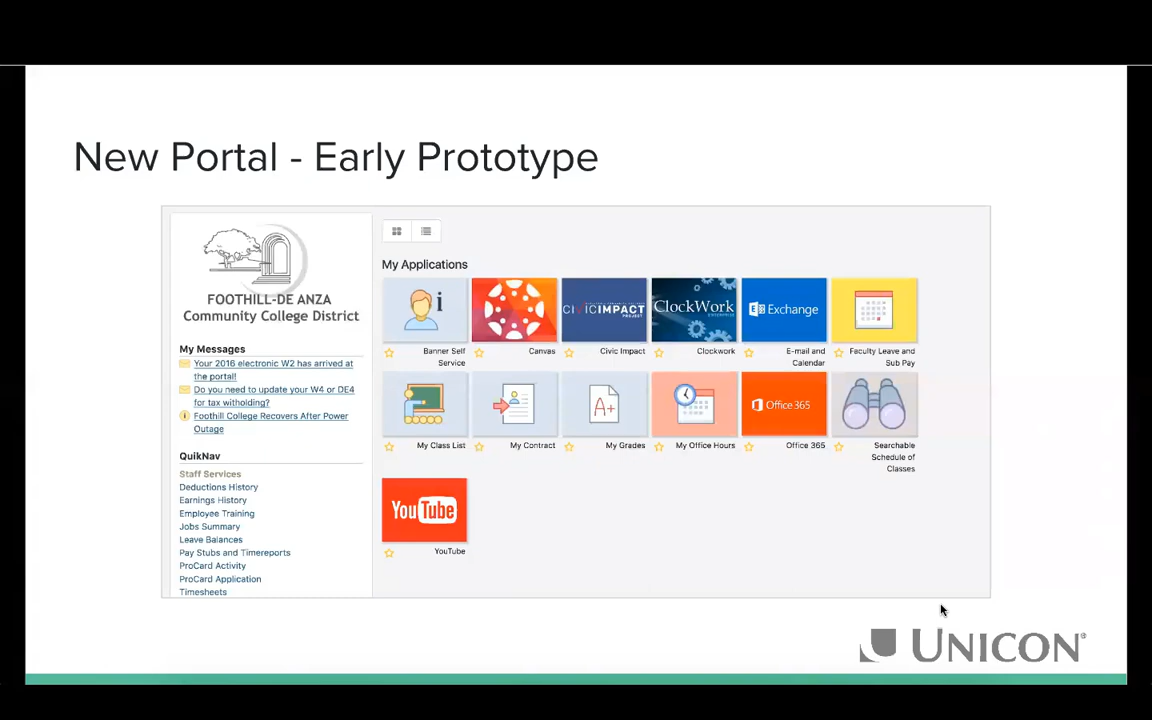 New Portal - Early Prototype
FOOTHILL-DE ANZA
Community College District
My Messages
Your 2016 electronic W2 has arrived at
the portal!
Do you need to update your W4 or DE4
for tax witholding?
Foothill College Recovers After Power
Outage
QuikNav
Staff Services
Deductions History
Earnings History
Employee Training
Jobs Summary
Leave Balances
Pay Stubs and Timereports
ProCard Activity
ProCard Application
Timesheets
My Applications
i
Banner Self
Service
Canvas
CIVICIMPACT
PROJECT
Civic Impact
ClockWork
ENTERPRISE
Clockwork
Exchange
E-mail and
Calendar
Faculty Leave and
Sub Pay
My Class List
My Contract
A+
My Grades
My Office Hours
Office 365
Office 365
Searchable
Schedule of
Classes
YouTube
YouTube
UNICON®